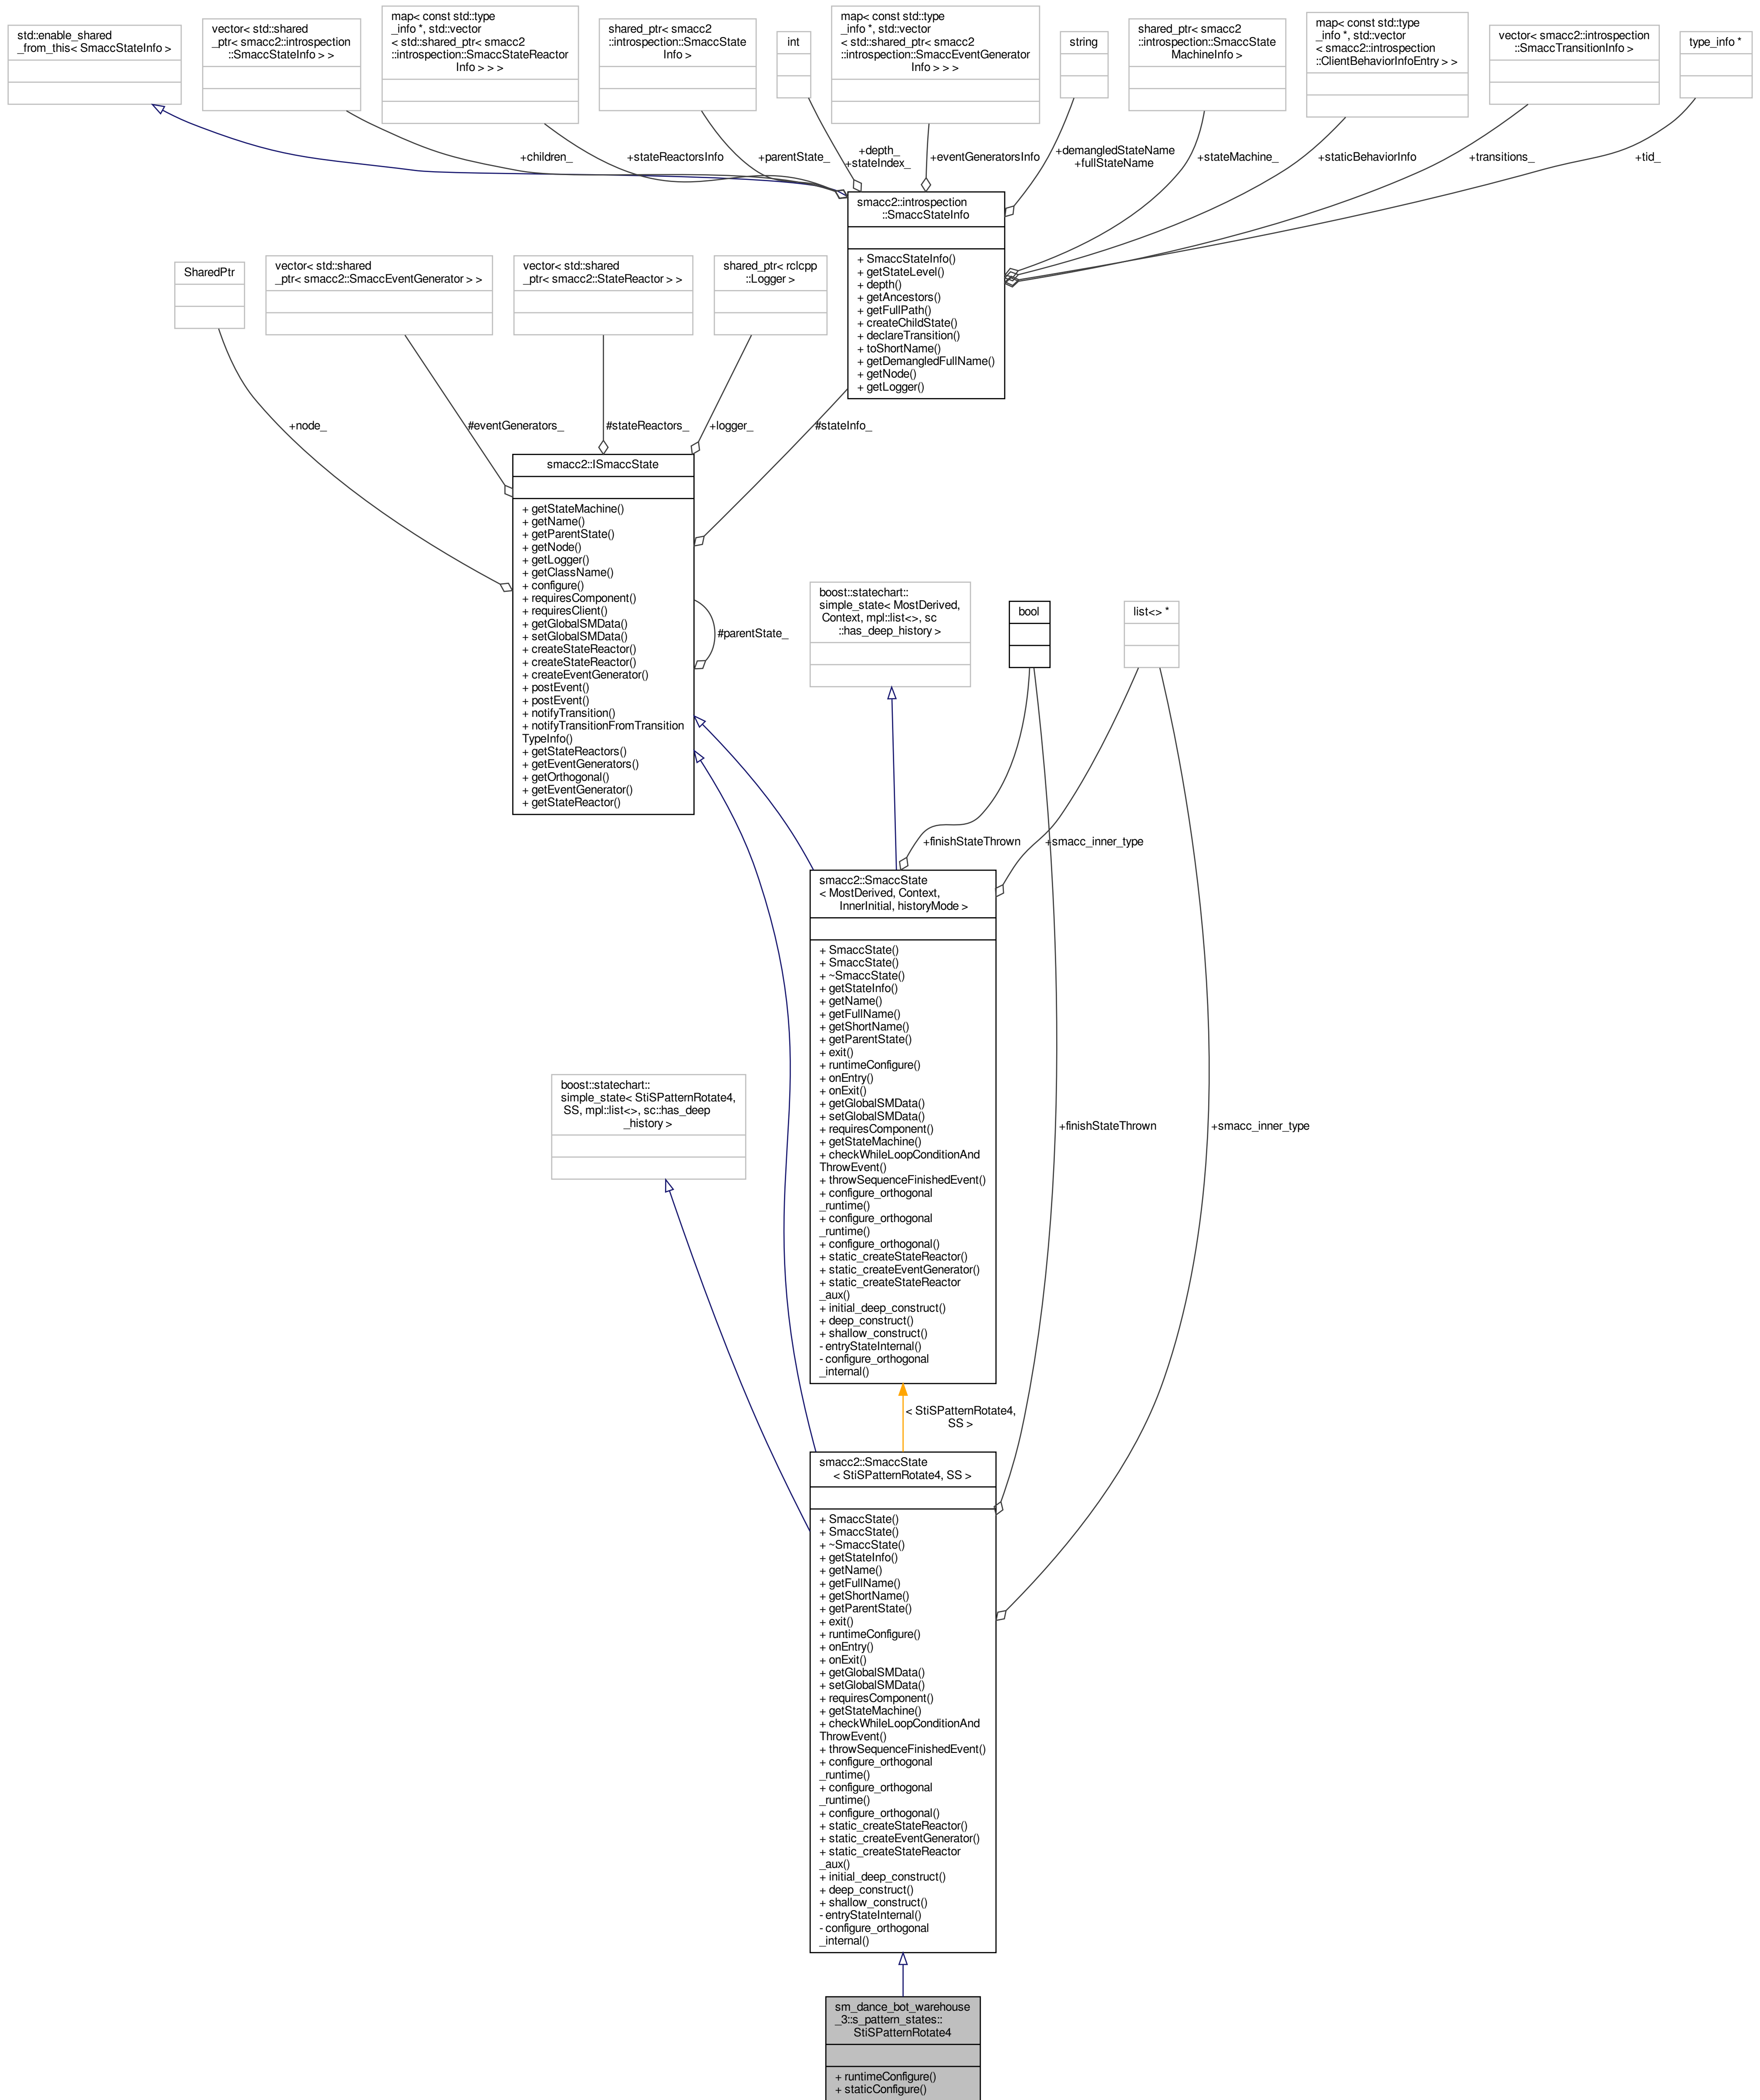 std::enable_shared
_from_this< SmaccStateInfo >
vector< std::shared
_ptr< smacc2::introspection
::SmaccStateInfo > >
map< const std::type
_info *, std::vector
< std::shared_ptr< smacc2
::introspection::SmaccStateReactor
Info > > >
shared_ptr< smacc2
::introspection::SmaccState
Info >
int
map< const std::type
_info *, std::vector
< std::shared_ptr< smacc2
::introspection::SmaccEventGenerator
Info > > >
string
shared_ptr< smacc2
::introspection::SmaccState
MachineInfo >
map< const std::type
_info *, std::vector
< smacc2::introspection
::ClientBehaviorInfoEntry > >
vector< smacc2::introspection
::SmaccTransitionInfo >
type_info *
+children_
+stateReactorsInfo
+parentState_
+depth_
+stateIndex_
+eventGeneratorsInfo
+demangledStateName
+fullStateName
+stateMachine_
+staticBehaviorInfo
+transitions_
+tid_
smacc2::introspection
::SmaccStateInfo
+ SmaccStateInfo()
+ getStateLevel()
+ depth()
+ getAncestors()
+ getFullPath()
+ createChildState()
+ declareTransition()
+ toShortName()
+ getDemangledFullName()
+ getNode()
+ getLogger()
SharedPtr
vector< std::shared
_ptr< smacc2::SmaccEventGenerator > >
vector< std::shared
_ptr< smacc2::StateReactor > >
shared_ptr< rclcpp
::Logger >
+node_
#eventGenerators_
#stateReactors_
+logger_
#stateInfo_
smacc2::ISmaccState
+ getStateMachine()
+ getName()
+ getParentState()
+ getNode()
+ getLogger()
+ getClassName()
+ configure()
+ requiresComponent()
+ requiresClient()
+ getGlobalSMData()
+ setGlobalSMData()
+ createStateReactor()
+ createStateReactor()
+ createEventGenerator()
+ postEvent()
+ postEvent()
+ notifyTransition()
+ notifyTransitionFromTransition
TypeInfo()
+ getStateReactors()
+ getEventGenerators()
+ getOrthogonal()
+ getEventGenerator()
+ getStateReactor()
#parentState_
boost::statechart::
simple_state< MostDerived,
Context, mpl::list<>, sc
::has_deep_history >
bool
list<> *
+finishStateThrown
+smacc_inner_type
smacc2::SmaccState
< MostDerived, Context,
InnerInitial, historyMode >
+ SmaccState()
+ SmaccState()
+ ~SmaccState()
+ getStateInfo()
+ getName()
+ getFullName()
+ getShortName()
+ getParentState()
+ exit()
+ runtimeConfigure()
+ onEntry()
+ onExit()
+ getGlobalSMData()
+ setGlobalSMData()
+ requiresComponent()
+ getStateMachine()
+ checkWhileLoopConditionAnd
ThrowEvent()
+ throwSequenceFinishedEvent()
+ configure_orthogonal
_runtime()
+ configure_orthogonal
_runtime()
+ configure_orthogonal()
+ static_createStateReactor()
+ static_createEventGenerator()
+ static_createStateReactor
_aux()
+ initial_deep_construct()
+ deep_construct()
+ shallow_construct()
- entryStateInternal()
- configure_orthogonal
_internal()
boost::statechart::
simple_state< StiSPatternRotate4,
SS, mpl::list<>, sc::has_deep
_history >
+finishStateThrown
+smacc_inner_type
< StiSPatternRotate4,
SS >
smacc2::SmaccState
< StiSPatternRotate4, SS >
+ SmaccState()
+ SmaccState()
+ ~SmaccState()
+ getStateInfo()
+ getName()
+ getFullName()
+ getShortName()
+ getParentState()
+ exit()
+ runtimeConfigure()
+ onEntry()
+ onExit()
+ getGlobalSMData()
+ setGlobalSMData()
+ requiresComponent()
+ getStateMachine()
+ checkWhileLoopConditionAnd
ThrowEvent()
+ throwSequenceFinishedEvent()
+ configure_orthogonal
_runtime()
+ configure_orthogonal
_runtime()
+ configure_orthogonal()
+ static_createStateReactor()
+ static_createEventGenerator()
+ static_createStateReactor
_aux()
+ initial_deep_construct()
+ deep_construct()
+ shallow_construct()
- entryStateInternal()
- configure_orthogonal
_internal()
sm_dance_bot_warehouse
_3::s_pattern_states::
StiSPatternRotate4
+ runtimeConfigure()
+ staticConfigure()